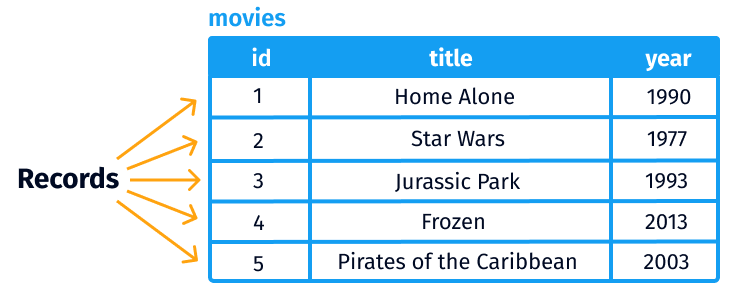 movies
id title year
1 Home Alone 1990
2 Star Wars 1977
Records
3 Jurassic Park 1993
4 Frozen 2013
5 Pirates of the Caribbean 2003